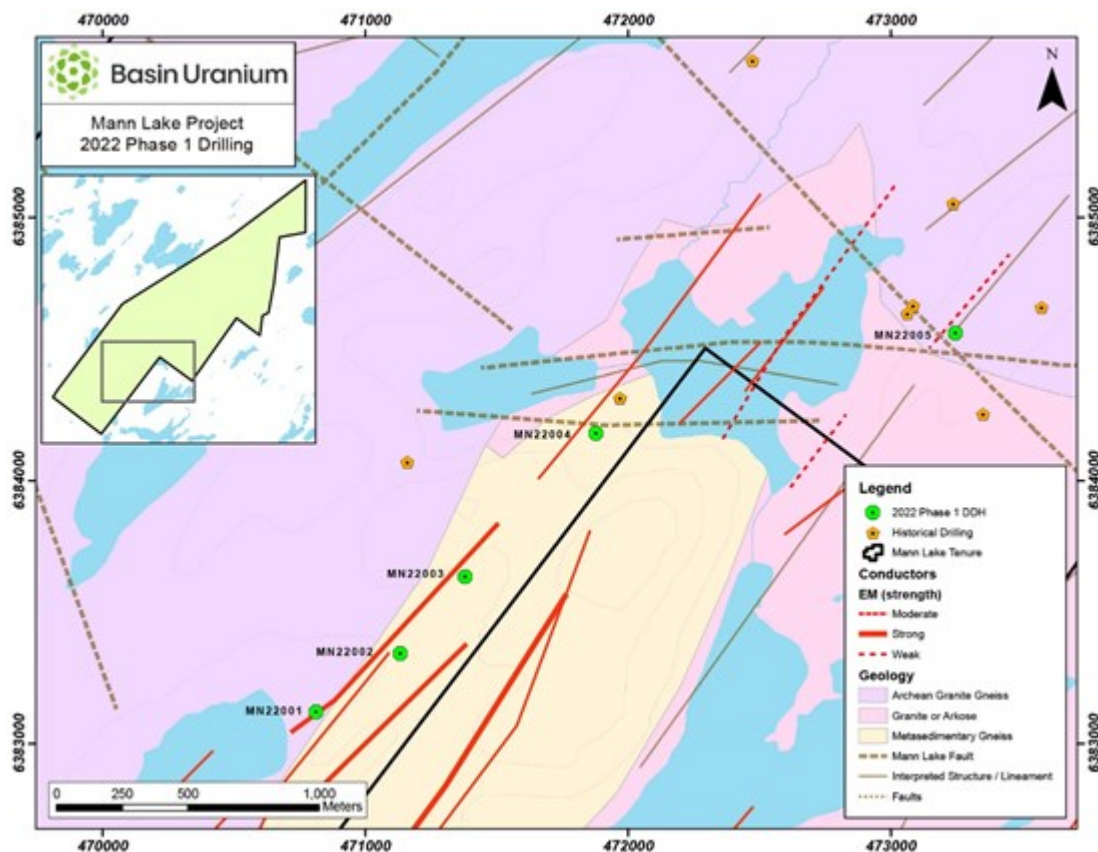 470000 471000 472000 473000
Basin Uranium
Mann Lake Project
2022 Phase 1 Drilling
N
6385000
6385000
MN22005
MN22004
6384000
6384000
MN22003
MN22002
MN22001
6383000
6383000
Legend
2022 Phase 1 DDH
Historical Drilling
Mann Lake Tenure
Conductors
EM (strength)
Moderate
Strong
Weak
Geology
Archean Granite Gneiss
Granite or Arkose
Metasedimentary Gneiss
Mann Lake Fault
Interpreted Structure / Lineament
Faults
0 250 500 1,000
Meters
470000 471000 472000 473000